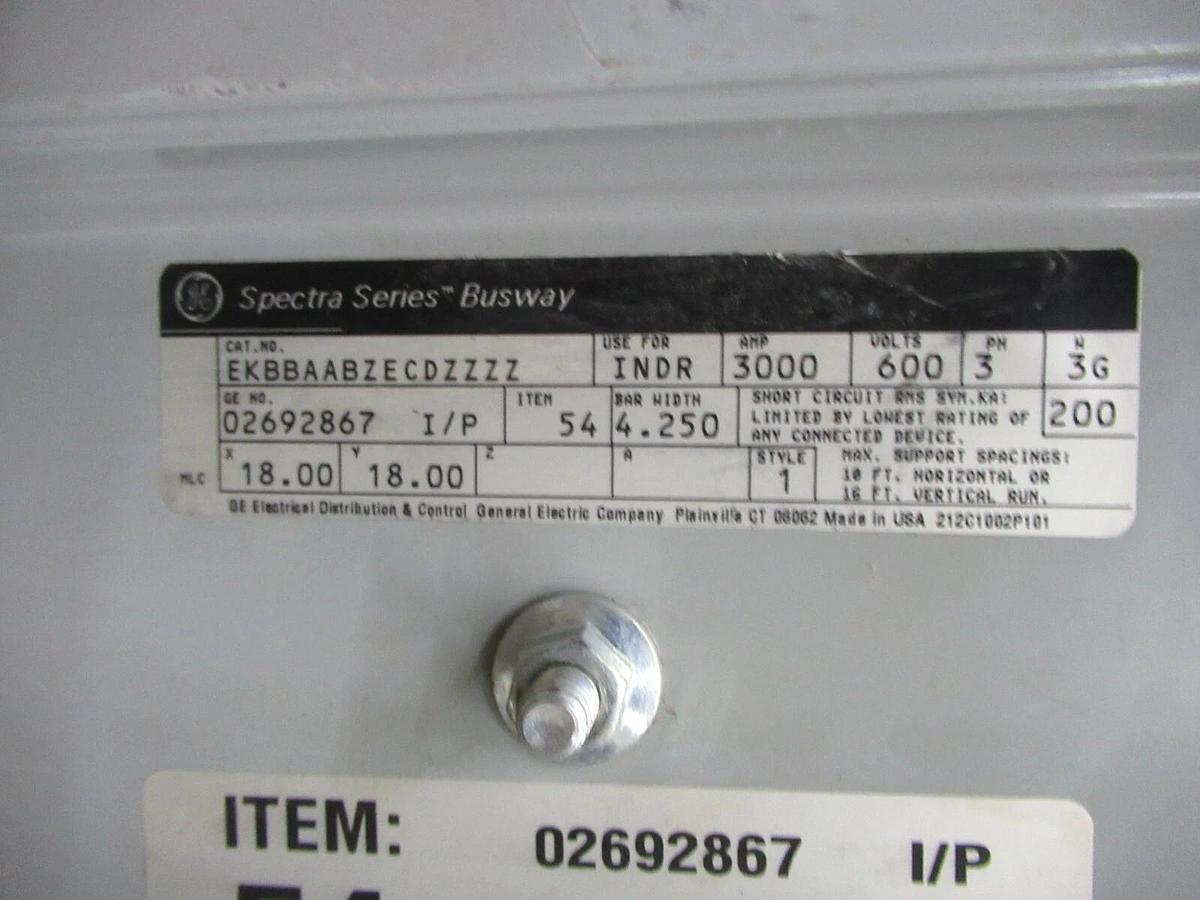 GE Spectra Series™ Busway
CAT.NO. USE FOR AMP VOLTS PH W
EKBBAABZECDZZZZ INDR 3000 600 3 3G
GE NO. ITEM BAR WIDTH SHORT CIRCUIT RMS SYM.KA:
02692867 I/P 54 4.250 LIMITED BY LOWEST RATING OF 200
ANY CONNECTED DEVICE.
X Y Z A STYLE MAX. SUPPORT SPACINGS:
MLC 18.00 18.00 1 10 FT. HORIZONTAL OR
16 FT. VERTICAL RUN.
GE Electrical Distribution & Control General Electric Company Plainville CT 06062 Made in USA 212C1002P101
ITEM: 02692867 I/P